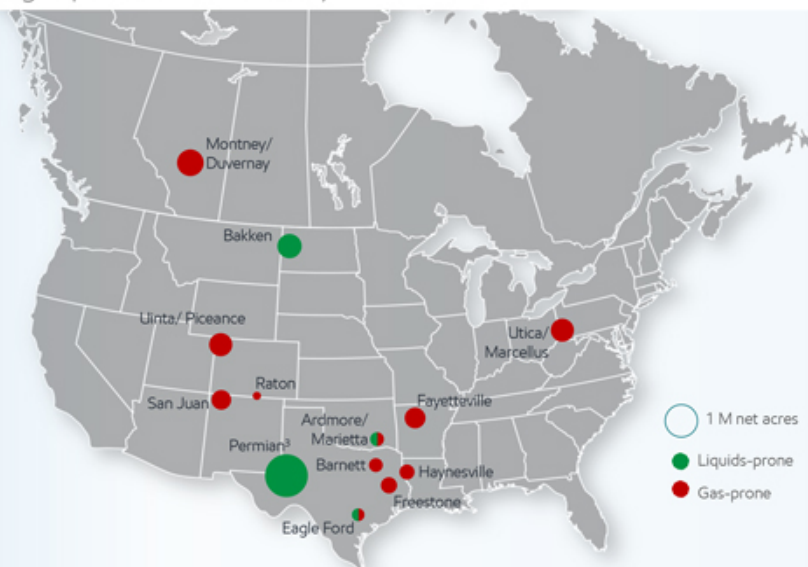 Montney/
Duvernay
Bakken
Uinta/ Piceance
Utica/
Marcellus
Raton
San Juan
Fayetteville
Ardmore/
Marietta
Permian³
Barnett
Haynesville
Freestone
Eagle Ford
1 M net acres
Liquids-prone
Gas-prone